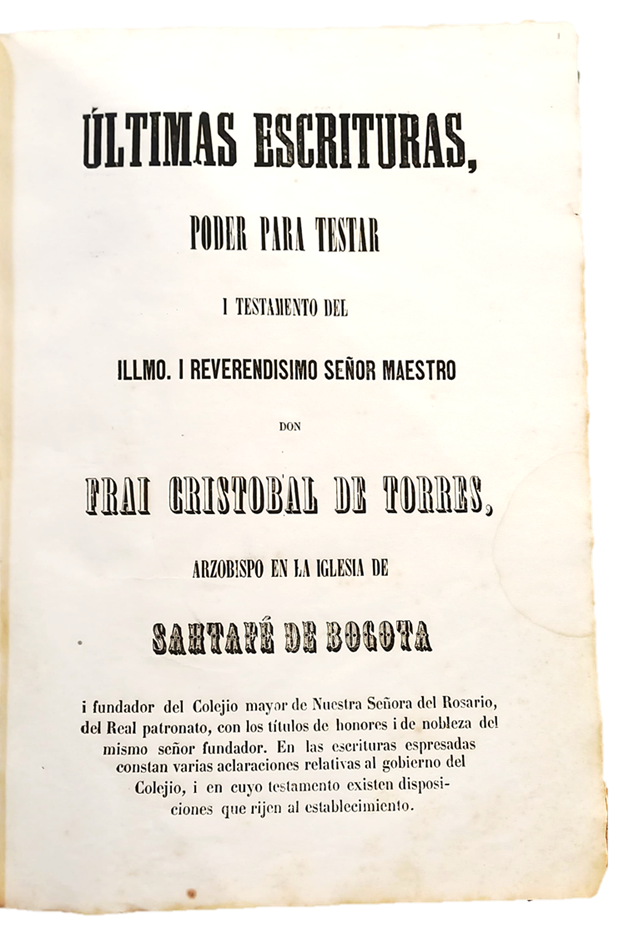 ÚLTIMAS ESCRITURAS,
PODER PARA TESTAR
I TESTAMENTO DEL
ILLMO. I REVERENDISIMO SEÑOR MAESTRO
DON
FRAI CRISTOBAL DE TORRES,
ARZOBISPO EN LA IGLESIA DE
SANTAFÉ DE BOGOTA
i fundador del Colejio mayor de Nuestra Señora del Rosario,
del Real patronato, con los títulos de honores i de nobleza del
mismo señor fundador. En las escrituras espresadas
constan varias aclaraciones relativas al gobierno del
Colejio, i en cuyo testamento existen disposi-
ciones que rijen al establecimiento.